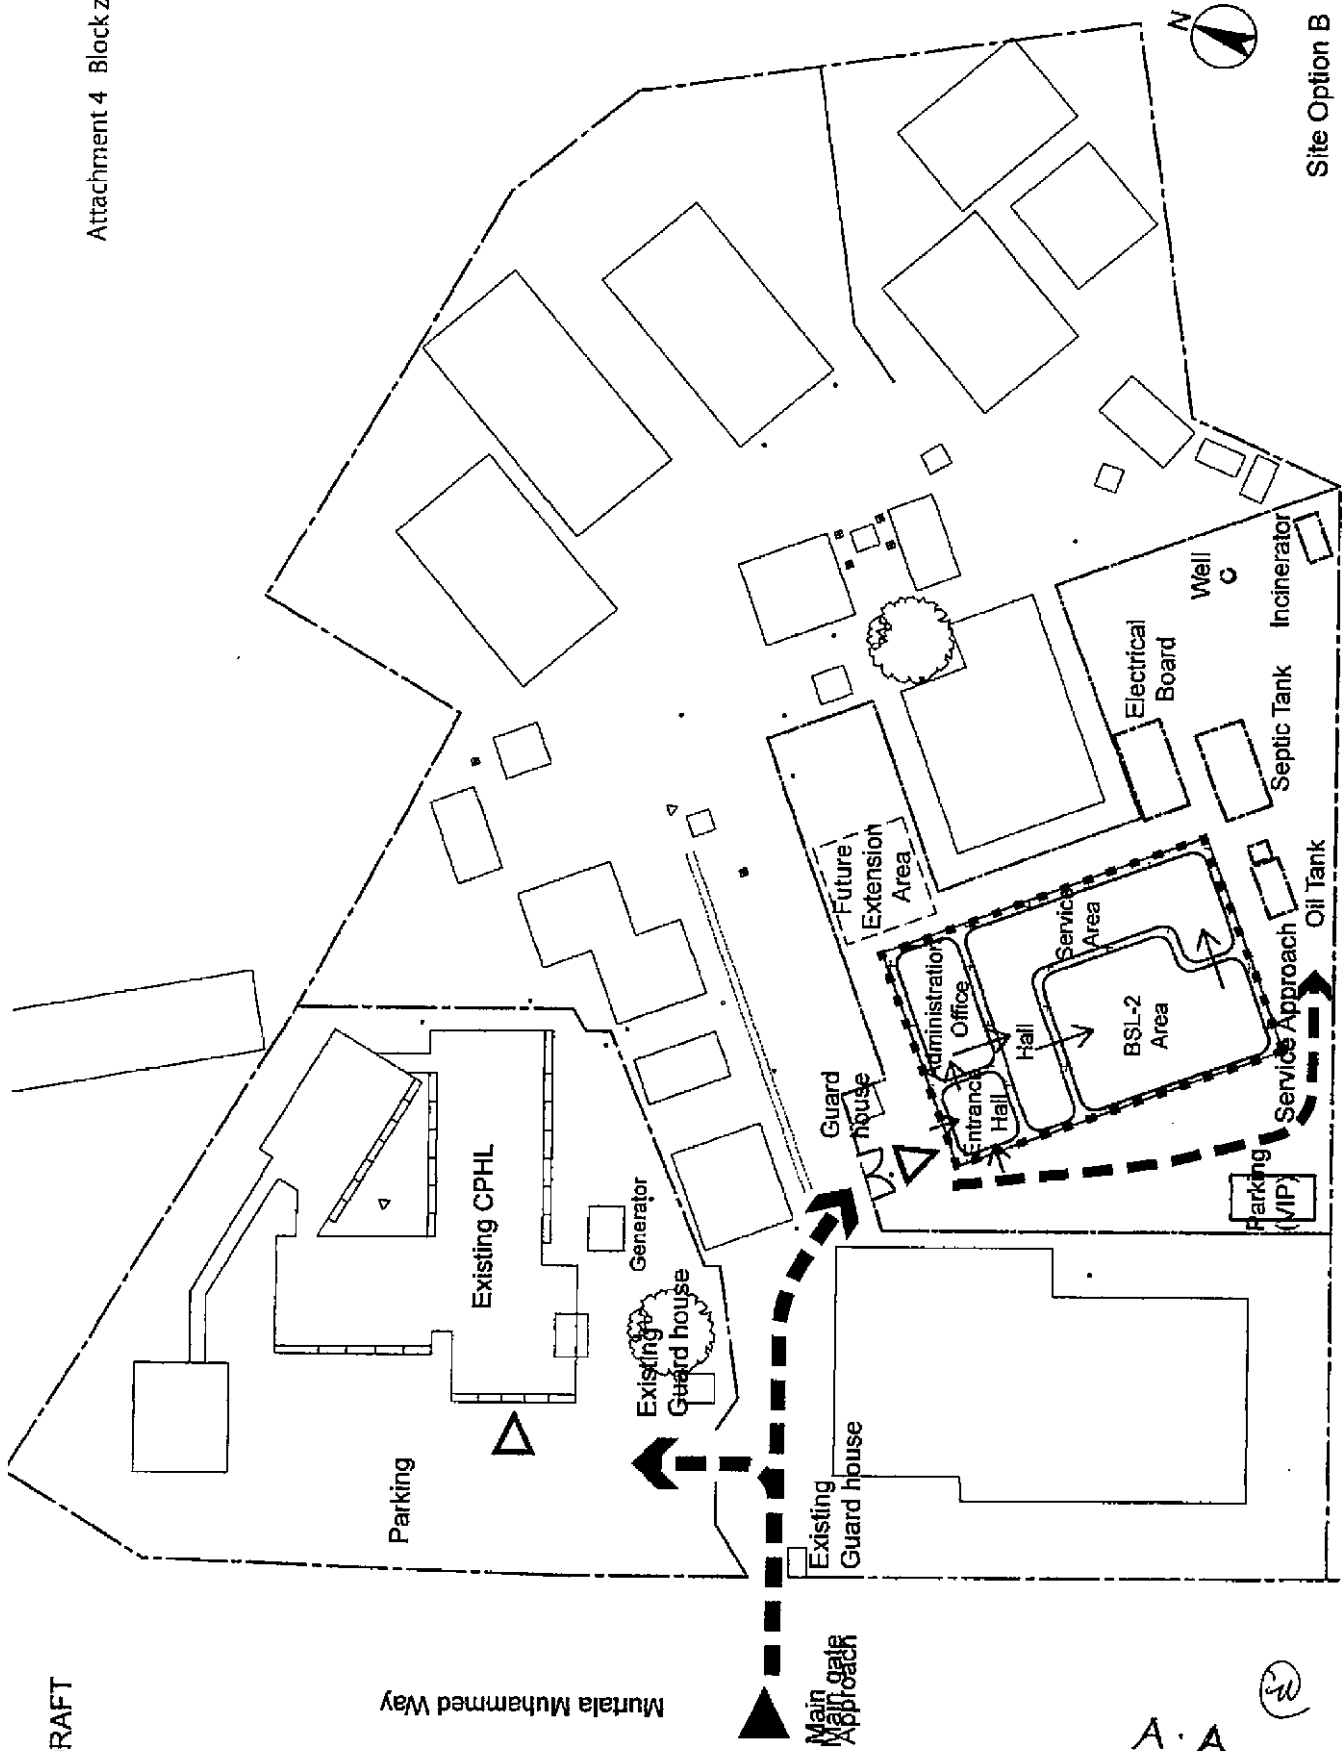 Attachment 4 Block z
RAFT
N
Site Option B
Murtala Muhammed Way
Main gate
Main
Approach
Parking
Existing CPHL
Generator
Existing
Guard house
Existing
Guard house
Guard
house
Future
Extension
Area
Administration
Office
Entrance
Hall
Hall
Service
Area
BSL-2
Area
Service Approach
Parking
(VIP)
Oil Tank
Septic Tank
Electrical
Board
Well
Incinerator
A.A